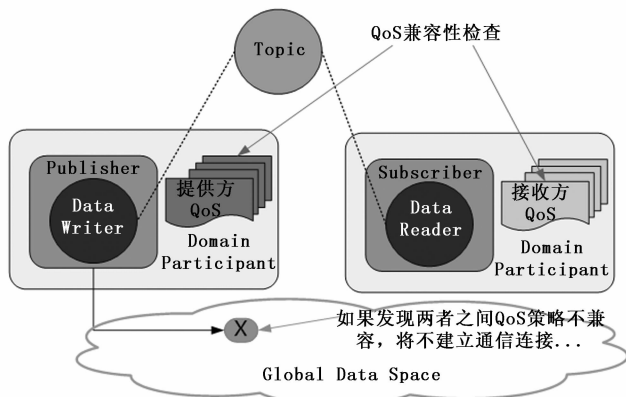 Topic
QoS兼容性检查
Publisher
Data
Writer
提供方
QoS
Domain
Participant
Subscriber
Data
Reader
接收方
QoS
Domain
Participant
X
如果发现两者之间QoS策略不兼
容，将不建立通信连接...
Global Data Space